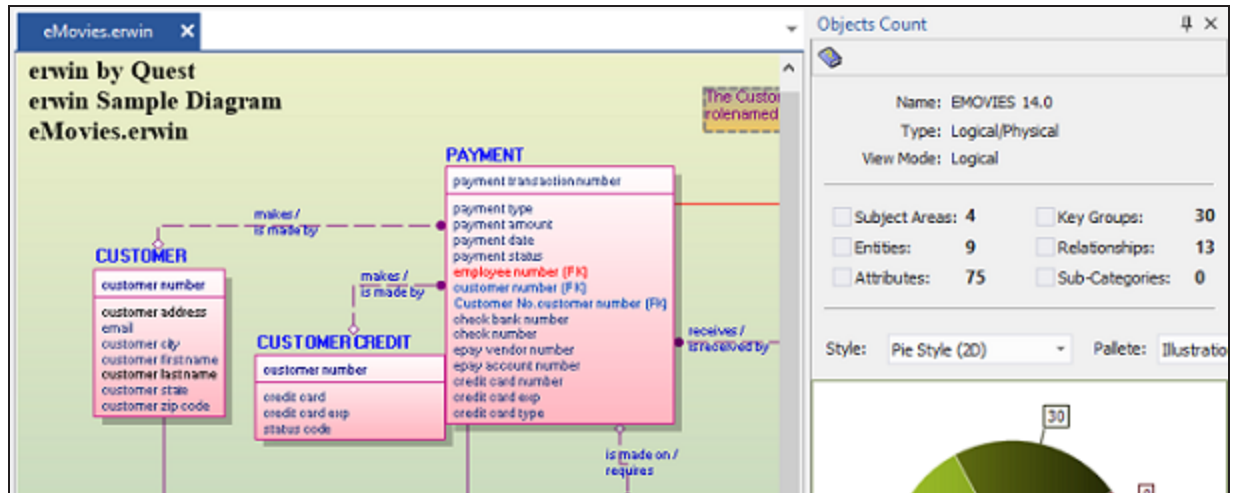 eMovies.erwin
erwin by Quest
erwin Sample Diagram
eMovies.erwin
The Custo
rolenamed
PAYMENT
payment transaction number
payment type
payment amount
payment date
payment status
employee number (FK)
customer number (FK)
Customer No.customer number (FK)
check bank number
check number
epay vendor number
epay account number
credit card number
credit card exp
credit card type
makes /
is made by
CUSTOMER
customer number
customer address
email
customer city
customer firstname
customer lastname
customer state
customer zip code
makes /
is made by
CUSTOMER CREDIT
customer number
credit card
credit card exp
status code
receives /
is received by
is made on /
requires
Objects Count
Name: EMOVIES 14.0
Type: Logical/Physical
View Mode: Logical
Subject Areas: 4
Key Groups: 30
Entities: 9
Relationships: 13
Attributes: 75
Sub-Categories: 0
Style: Pie Style (2D)
Pallete: Illustratio
30